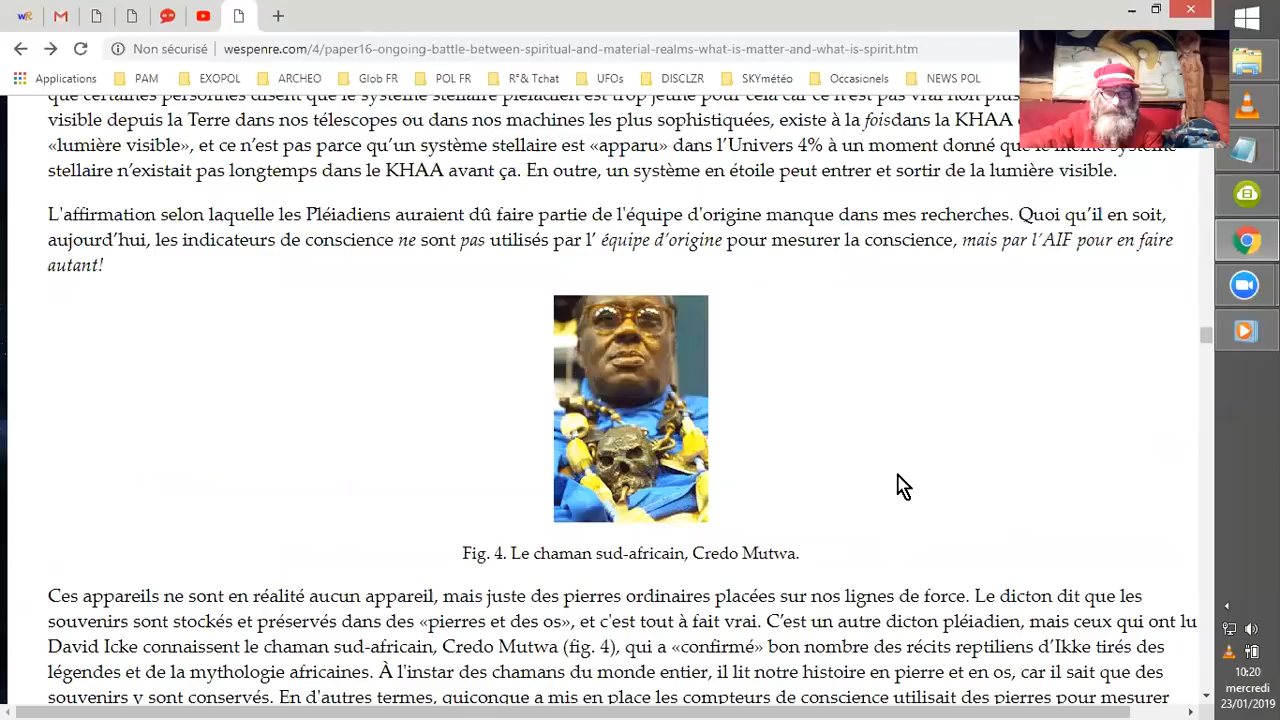 Non sécurisé
wespenre.com/4/paper16-ongoing-battle-between-spiritual-and-material-realms-what-is-matter-and-what-is-spirit.htm
Applications PAM EXOPOL ARCHEO Glob FR POL FR R°& Tchat UFOs DISCLZR SKYmétéo Occasionels NEWS POL
que certaines personnes disent que le système stellaire pléiadien est trop jeune pour cela car ce n'est pas vrai non plus
visible depuis la Terre dans nos télescopes ou dans nos machines les plus sophistiquées, existe à la foisdans la KHAA
«lumière visible», et ce n'est pas parce qu'un système stellaire est «apparu» dans l'Univers 4% à un moment donné que le même système
stellaire n'existait pas longtemps dans le KHAA avant ça. En outre, un système en étoile peut entrer et sortir de la lumière visible.
L'affirmation selon laquelle les Pléiadiens auraient dû faire partie de l'équipe d'origine manque dans mes recherches. Quoi qu'il en soit,
aujourd'hui, les indicateurs de conscience ne sont pas utilisés par l' équipe d'origine pour mesurer la conscience, mais par l'AIF pour en faire
autant!
Fig. 4. Le chaman sud-africain, Credo Mutwa.
Ces appareils ne sont en réalité aucun appareil, mais juste des pierres ordinaires placées sur nos lignes de force. Le dicton dit que les
souvenirs sont stockés et préservés dans des «pierres et des os», et c'est tout à fait vrai. C'est un autre dicton pléiadien, mais ceux qui ont lu
David Icke connaissent le chaman sud-africain, Credo Mutwa (fig. 4), qui a «confirmé» bon nombre des récits reptiliens d'Ikke tirés des
légendes et de la mythologie africaines. À l'instar des chamans du monde entier, il lit notre histoire en pierre et en os, car il sait que des
souvenirs y sont conservés. En d'autres termes, quiconque a mis en place les compteurs de conscience utilisait des pierres pour mesurer
10:20
mercredi
23/01/2019